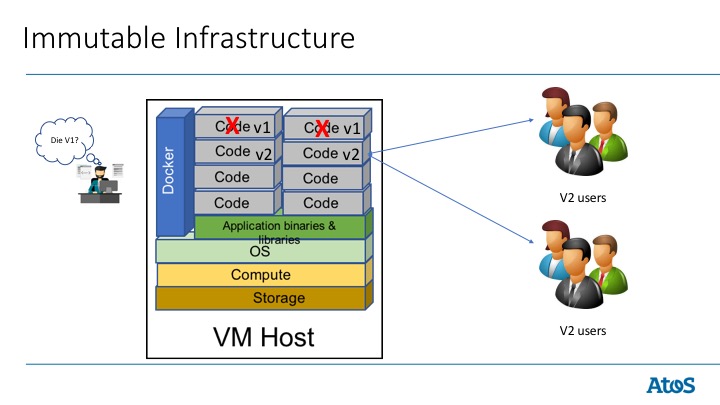 Immutable Infrastructure
Die V1?
Docker
Code v1
Code v1
Code v2
Code v2
Code
Code
Code
Code
Application binaries &
libraries
OS
Compute
Storage
VM Host
V2 users
V2 users
Atos